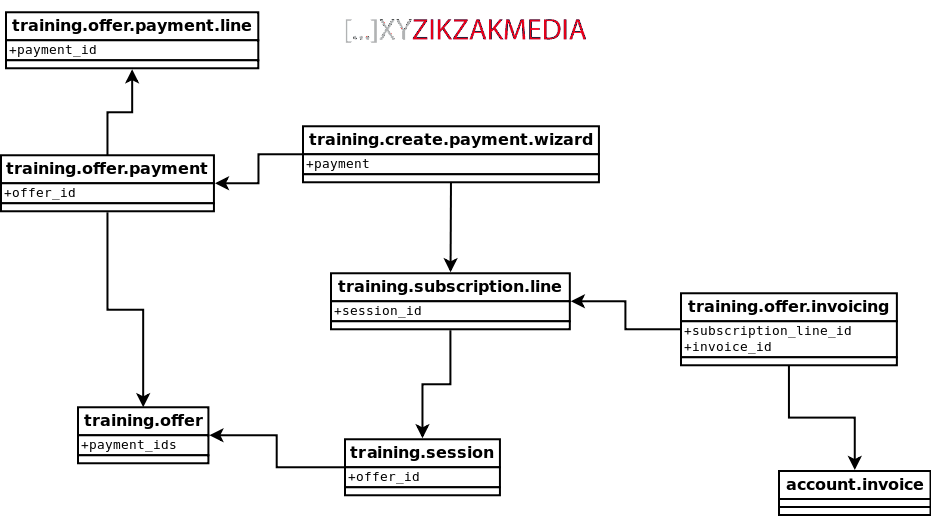 training.offer.payment.line
+payment_id
[...]XYZIKZAKMEDIA
training.create.payment.wizard
+payment
training.offer.payment
+offer_id
training.subscription.line
+session_id
training.offer.invoicing
+subscription_line_id
+invoice_id
training.offer
+payment_ids
training.session
+offer_id
account.invoice